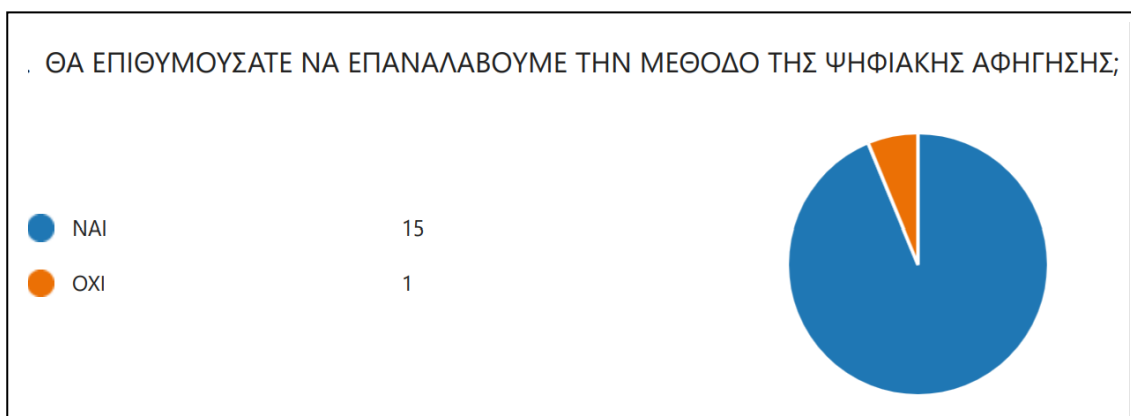 . ΘΑ ΕΠΙΘΥΜΟΥΣΑΤΕ ΝΑ ΕΠΑΝΑΛΑΒΟΥΜΕ ΤΗΝ ΜΕΘΟΔΟ ΤΗΣ ΨΗΦΙΑΚΗΣ ΑΦΗΓΗΣΗΣ;
ΝΑΙ 15
ΟΧΙ 1